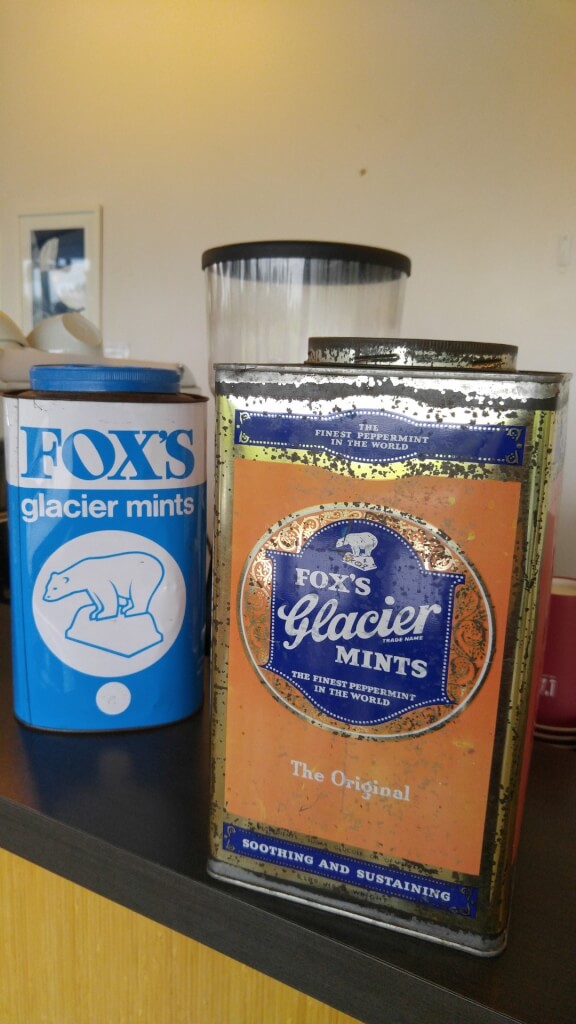 FOX'S
glacier mints
THE
FINEST PEPPERMINT
IN THE WORLD
FOX'S
Glacier
TRADE NAME
MINTS
THE FINEST PEPPERMINT
IN THE WORLD
The Original
SOOTHING AND SUSTAINING